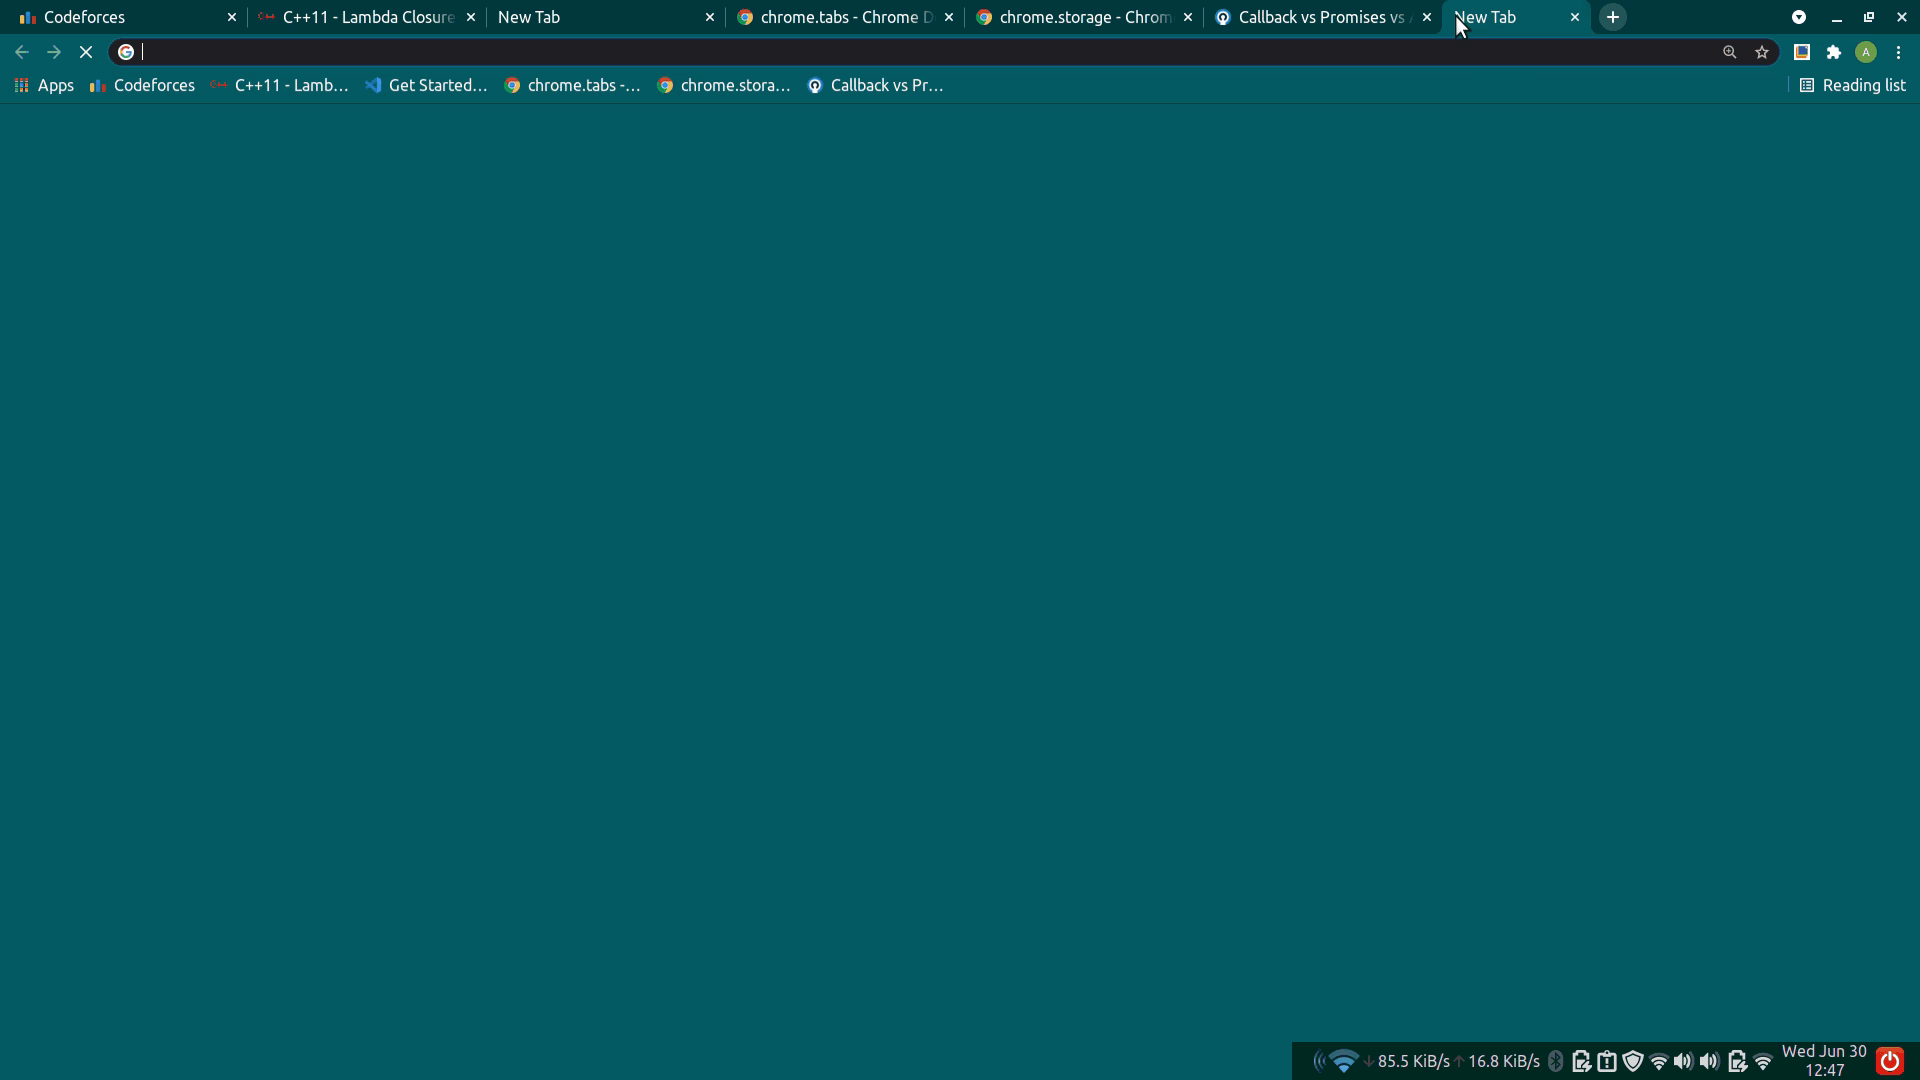 Codeforces
C++11 - Lambda Closure
New Tab
chrome.tabs - Chrome D
chrome.storage - Chrom
Callback vs Promises vs
New Tab
Apps
Codeforces
C++11 - Lamb...
Get Started...
chrome.tabs -...
chrome.stora...
Callback vs Pr...
Reading list
A
85.5 KiB/s
16.8 KiB/s
Wed Jun 30
12:47